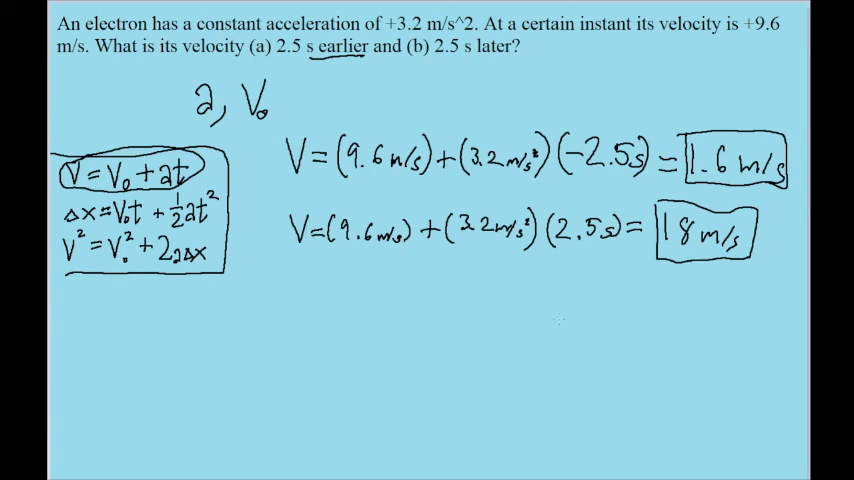 An electron has a constant acceleration of +3.2 m/s^2. At a certain instant its velocity is +9.6
m/s. What is its velocity (a) 2.5 s earlier and (b) 2.5 s later?
a, V₀
V = V₀ + at
Δx = V₀t + ½at²
V² = V₀² + 2aΔx
V = (9.6 m/s) + (3.2 m/s²)(-2.5s) = 1.6 m/s
V = (9.6 m/s) + (3.2 m/s²)(2.5s) = 18 m/s